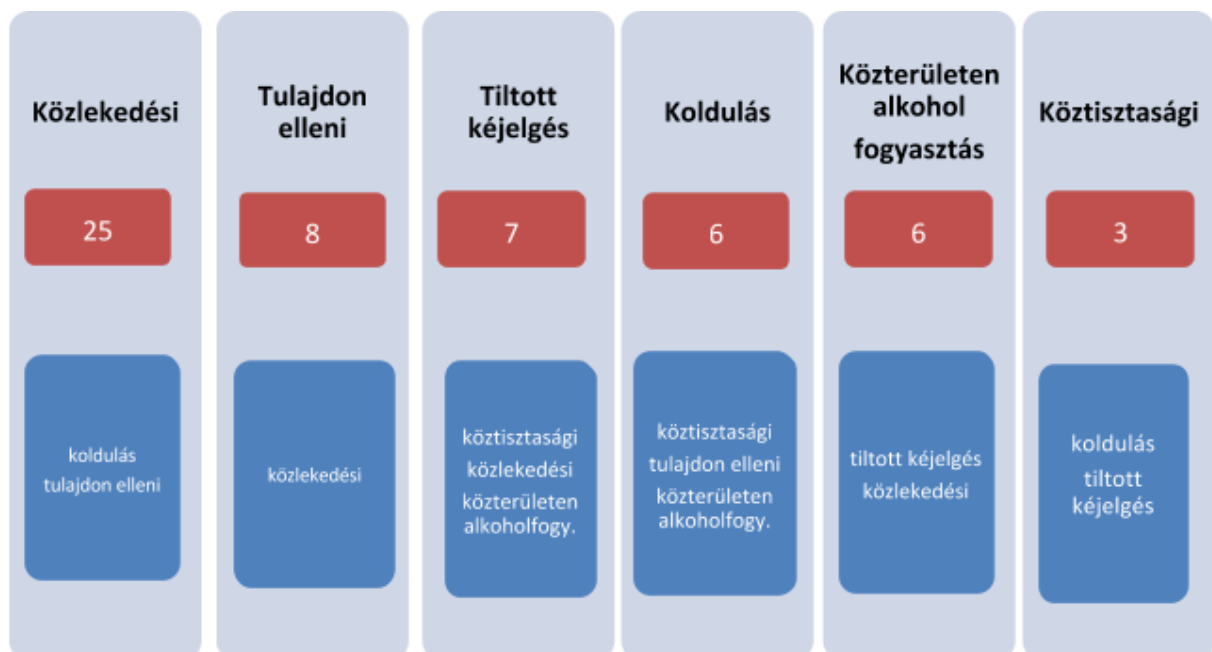 Közlekedési
25
koldulás
tulajdon elleni
Tulajdon
elleni
8
közlekedési
Tiltott
kéjelgés
7
köztisztasági
közlekedési
közterületen
alkoholfogy.
Koldulás
6
köztisztasági
tulajdon elleni
közterületen
alkoholfogy.
Közterületen
alkohol
fogyasztás
6
tiltott kéjelgés
közlekedési
Köztisztasági
3
koldulás
tiltott
kéjelgés